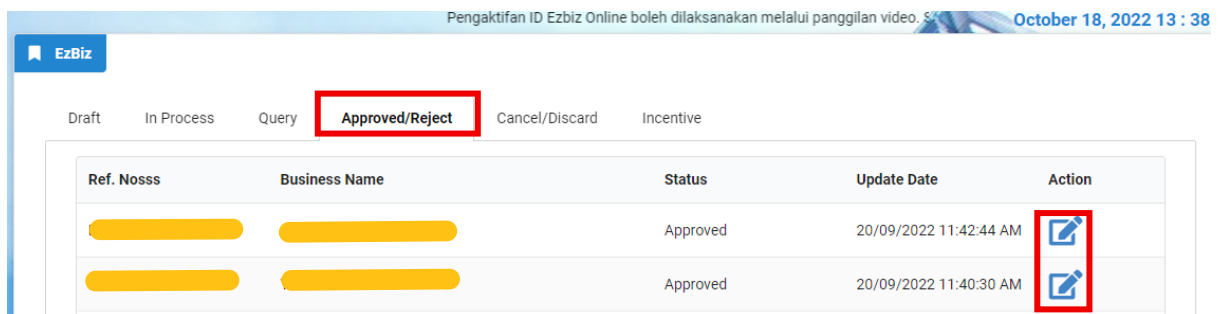 Pengaktifan ID Ezbiz Online boleh dilaksanakan melalui panggilan video.
October 18, 2022 13 : 38
EzBiz
Draft In Process Query Approved/Reject Cancel/Discard Incentive
Ref. Nosss Business Name Status Update Date Action
Approved 20/09/2022 11:42:44 AM
Approved 20/09/2022 11:40:30 AM